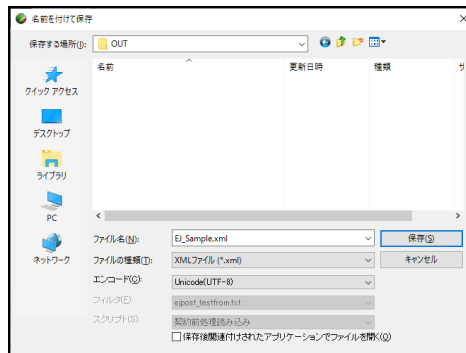 名前を付けて保存
保存する場所(I): OUT
名前 更新日時 種類 サ
クイック アクセス
デスクトップ
ライブラリ
PC
ネットワーク
ファイル名(N): EJ_Sample.xml 保存(S)
ファイルの種類(T): XMLファイル (*.xml) キャンセル
エンコード(C): Unicode(UTF-8)
フィルタ(F): ejpost_testfrom.txt
スクリプト(S): 契約前処理読み込み
保存後関連付けされたアプリケーションでファイルを開く(O)